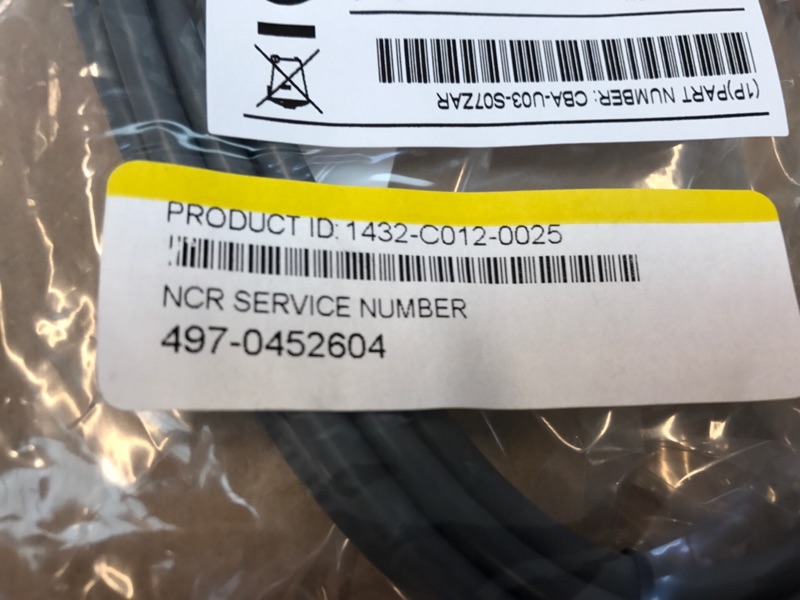 (1P)PART NUMBER: CBA-U03-S07ZAR
PRODUCT ID: 1432-C012-0025
NCR SERVICE NUMBER
497-0452604